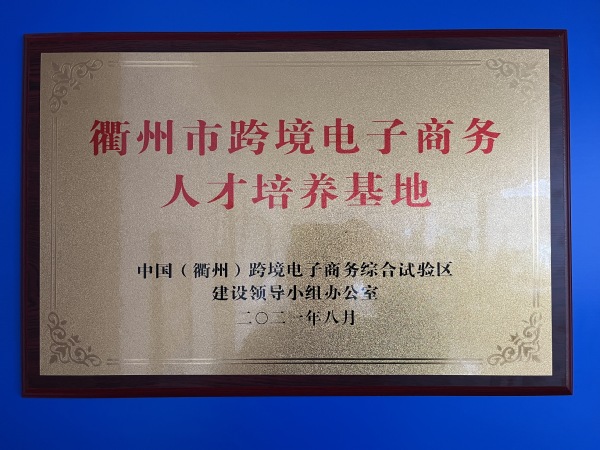 衢州市跨境电子商务
人才培养基地
中国（衢州）跨境电子商务综合试验区
建设领导小组办公室
二〇二一年八月